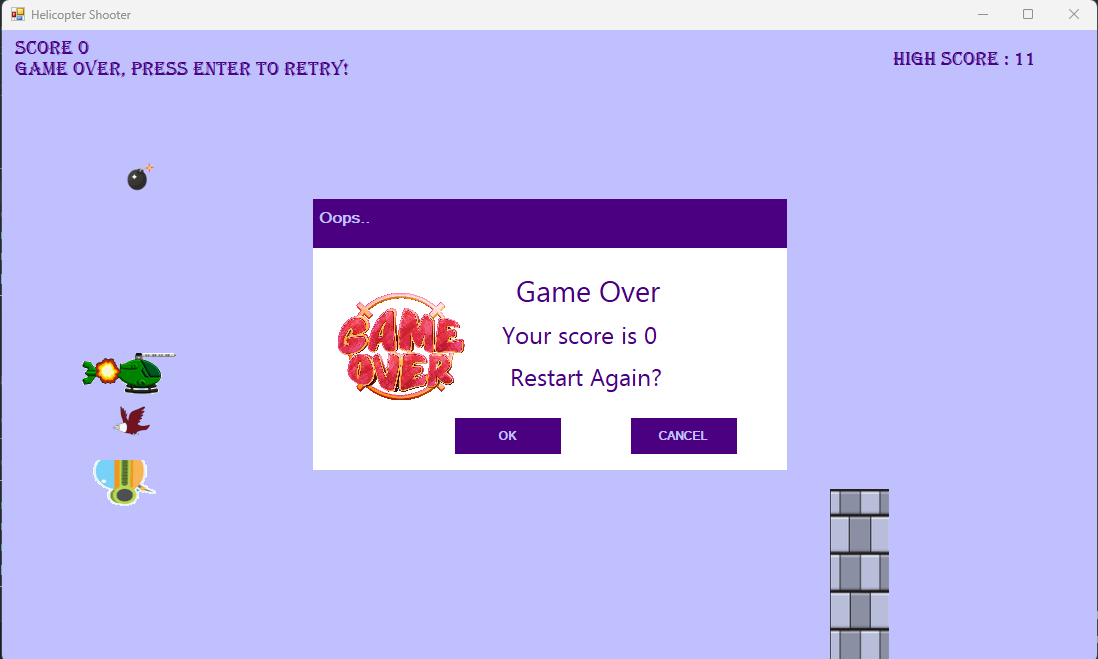 Helicopter Shooter
SCORE 0
GAME OVER, PRESS ENTER TO RETRY!
HIGH SCORE : 11
Oops..
GAME
OVER
Game Over
Your score is 0
Restart Again?
OK
CANCEL